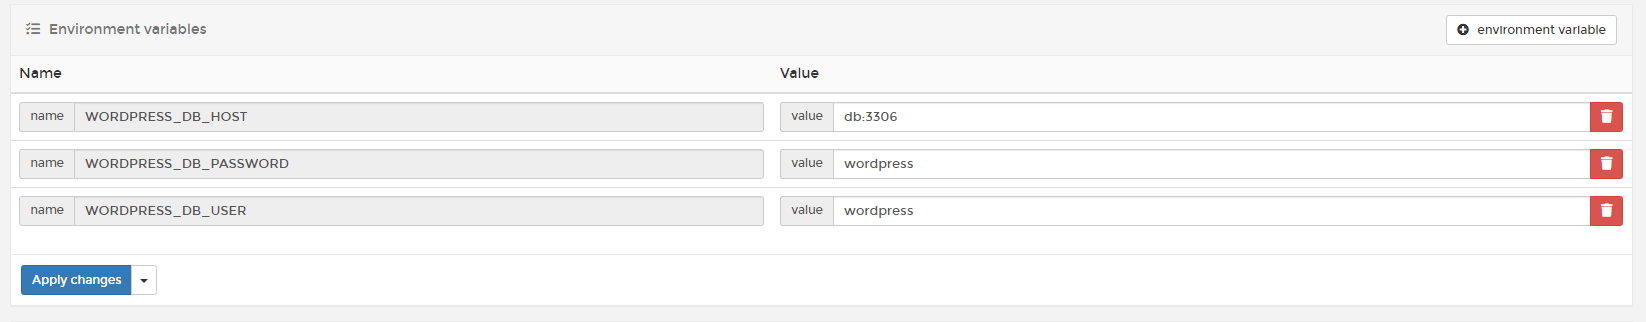 Environment variables
environment variable
Name Value
name WORDPRESS_DB_HOST value db:3306
name WORDPRESS_DB_PASSWORD value wordpress
name WORDPRESS_DB_USER value wordpress
Apply changes